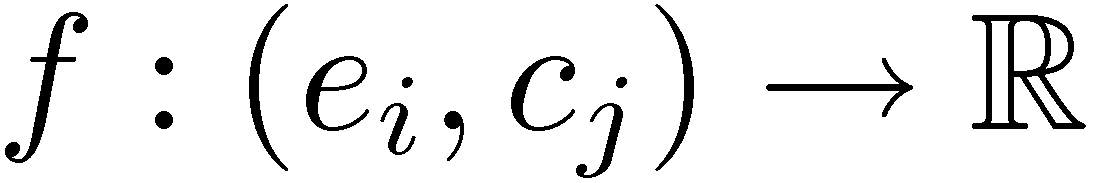 f : (e_i, c_j) ⟶ ℝ